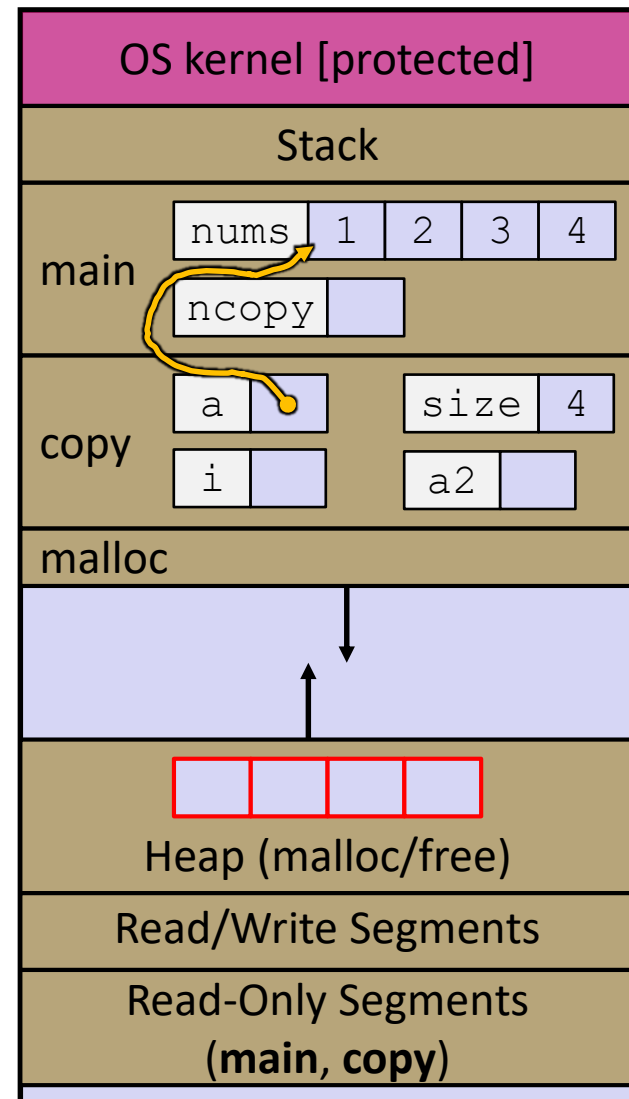 OS kernel [protected]
Stack
main
nums 1 2 3 4
ncopy
copy
a size 4
i a2
malloc
Heap (malloc/free)
Read/Write Segments
Read-Only Segments
(main, copy)